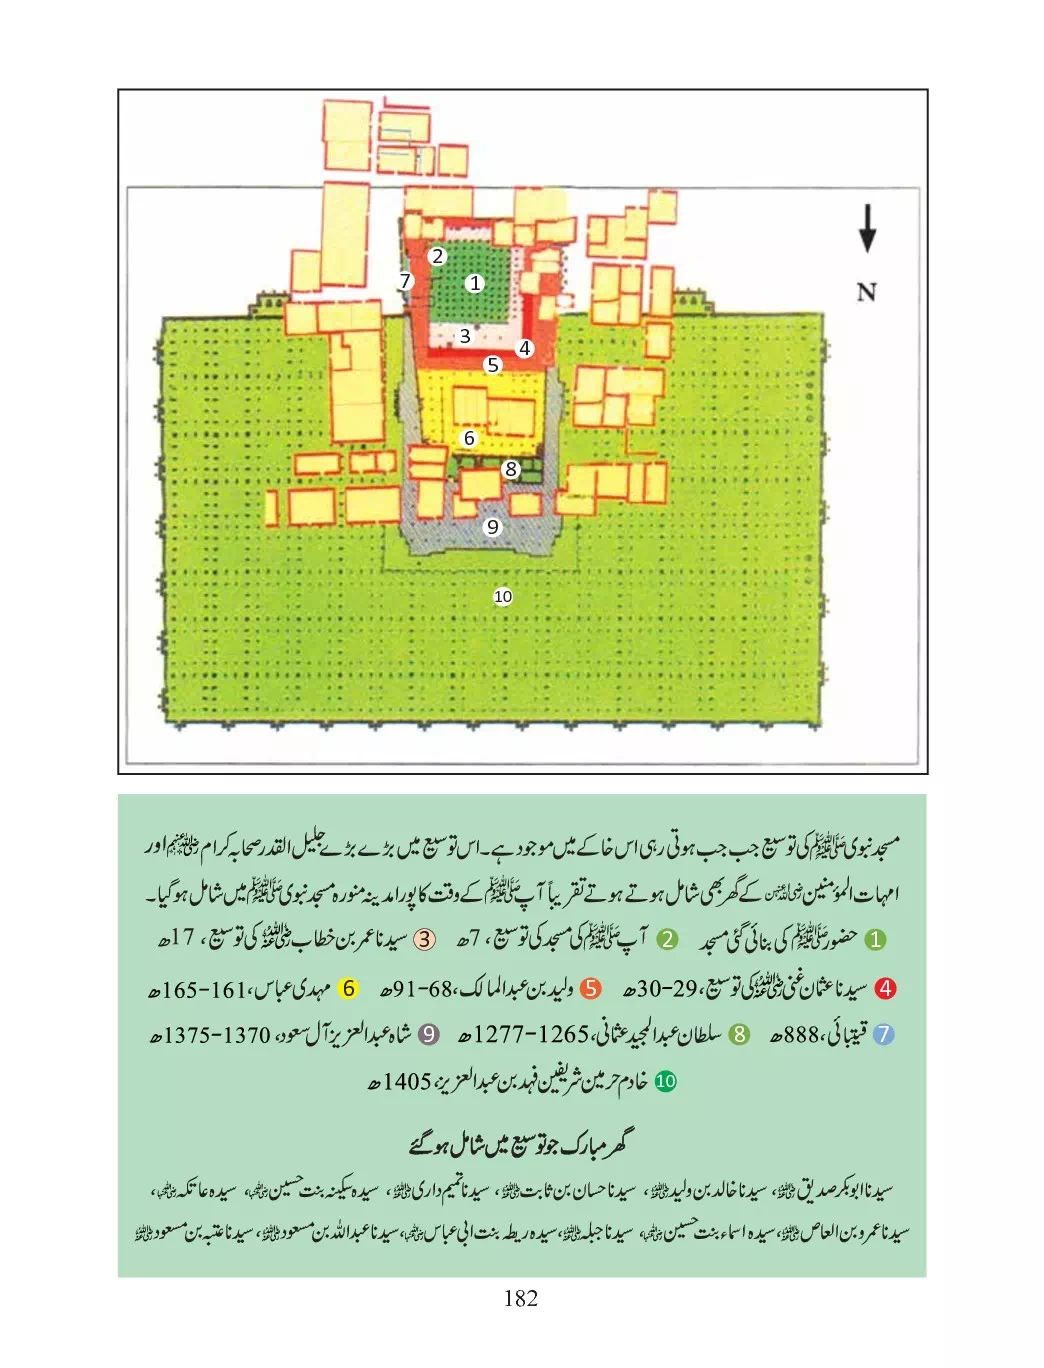 2
7
1
3
4
5
6
8
9
10
N
مسجد نبوی ﷺ کی توسیع جب جب ہوتی رہی اس خاکے میں موجود ہے۔ اس توسیع میں بڑے بڑے جلیل القدر صحابہ کرام رضی اللہ عنہم اور
امہات المؤمنین رضی اللہ عنہن کے گھر بھی شامل ہوتے ہوتے تقریباً آپ ﷺ کے وقت کا پورا مدینہ منورہ مسجد نبوی ﷺ میں شامل ہو گیا۔
1 حضور ﷺ کی بنائی گئی مسجد 2 آپ ﷺ کی مسجد کی توسیع، 7ھ 3 سیدنا عمر بن خطاب رضی اللہ عنہ کی توسیع، 17ھ
4 سیدنا عثمان غنی رضی اللہ عنہ کی توسیع، 29-30ھ 5 ولید بن عبدالمالک، 68-91ھ 6 مہدی عباس، 161-165ھ
7 قیتبائی، 888ھ 8 سلطان عبدالمجید عثمانی، 1265-1277ھ 9 شاہ عبدالعزیز آل سعود، 1370-1375ھ
10 خادم حرمین شریفین فہد بن عبدالعزیز، 1405ھ
گھر مبارک جو توسیع میں شامل ہو گئے
سیدنا ابوبکر صدیق رضی اللہ عنہ، سیدنا خالد بن ولید رضی اللہ عنہ، سیدنا حسان بن ثابت رضی اللہ عنہ، سیدنا تمیم داری رضی اللہ عنہ، سیدہ سکینہ بنت حسین رضی اللہ عنہا، سیدہ عاتکہ رضی اللہ عنہا،
سیدنا عمرو بن العاص رضی اللہ عنہ، سیدہ اسماء بنت حسین رضی اللہ عنہا، سیدنا جبلہ رضی اللہ عنہ، سیدہ ریطہ بنت ابی عباس رضی اللہ عنہا، سیدنا عبداللہ بن مسعود رضی اللہ عنہ، سیدنا عتبہ بن مسعود رضی اللہ عنہ
182